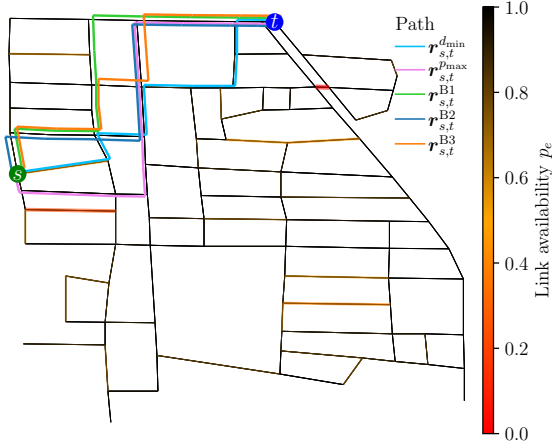 t
Path
r_{s,t}^{d_min}
r_{s,t}^{p_max}
r_{s,t}^{B1}
r_{s,t}^{B2}
r_{s,t}^{B3}
s
1.0
0.8
0.6
0.4
0.2
0.0
Link availability p_e